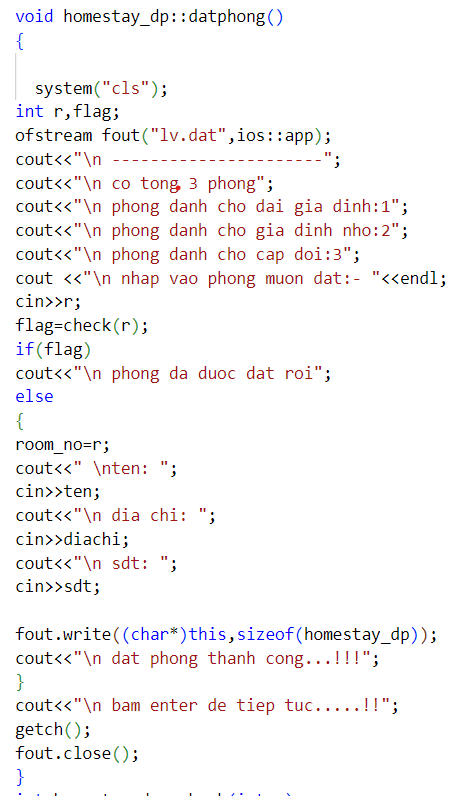 void homestay_dp::datphong()
{
system("cls");
int r,flag;
ofstream fout("lv.dat",ios::app);
cout<<"\n ----------------------";
cout<<"\n co tong 3 phong";
cout<<"\n phong danh cho dai gia dinh:1";
cout<<"\n phong danh cho gia dinh nho:2";
cout<<"\n phong danh cho cap doi:3";
cout <<"\n nhap vao phong muon dat:- "<<endl;
cin>>r;
flag=check(r);
if(flag)
cout<<"\n phong da duoc dat roi";
else
{
room_no=r;
cout<<" \nten: ";
cin>>ten;
cout<<"\n dia chi: ";
cin>>diachi;
cout<<"\n sdt: ";
cin>>sdt;
fout.write((char*)this,sizeof(homestay_dp));
cout<<"\n dat phong thanh cong...!!!";
}
cout<<"\n bam enter de tiep tuc.....!!";
getch();
fout.close();
}